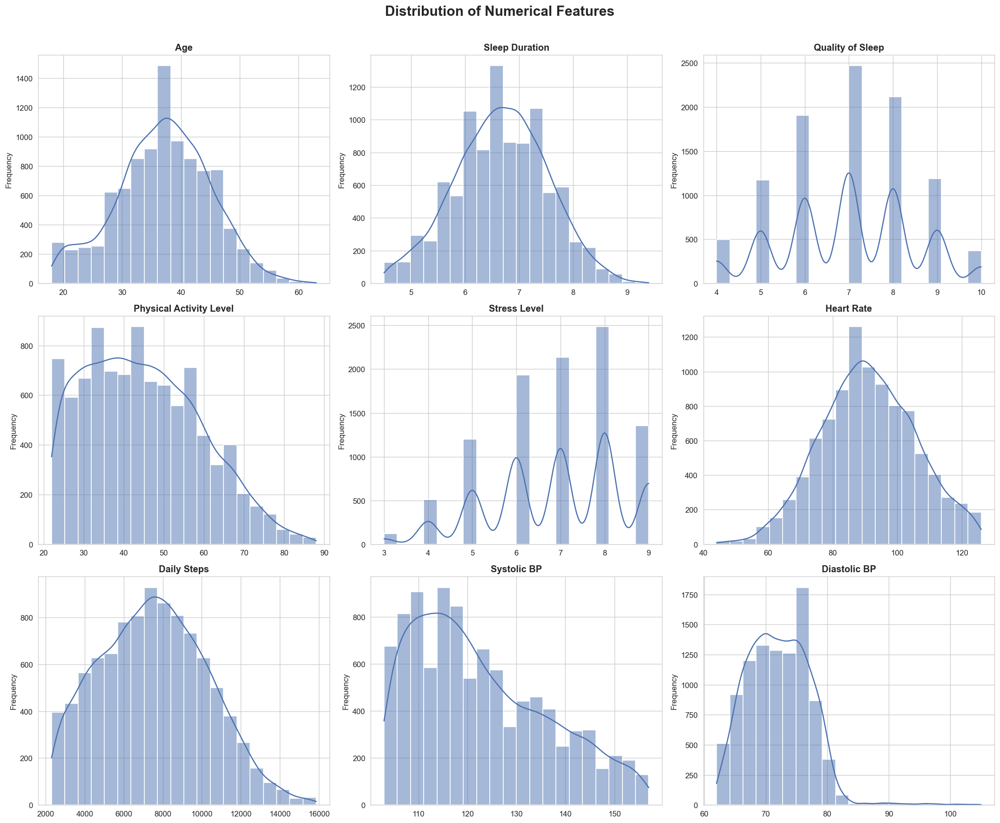 Distribution of Numerical Features
Age
Frequency
1400
1200
1000
800
600
400
200
0
20 30 40 50 60
Sleep Duration
Frequency
1200
1000
800
600
400
200
0
5 6 7 8 9
Quality of Sleep
Frequency
2500
2000
1500
1000
500
0
4 5 6 7 8 9 10
Physical Activity Level
Frequency
800
600
400
200
0
20 30 40 50 60 70 80 90
Stress Level
Frequency
2500
2000
1500
1000
500
0
3 4 5 6 7 8 9
Heart Rate
Frequency
1200
1000
800
600
400
200
0
40 60 80 100 120
Daily Steps
Frequency
800
600
400
200
0
2000 4000 6000 8000 10000 12000 14000 16000
Systolic BP
Frequency
800
600
400
200
0
110 120 130 140 150
Diastolic BP
Frequency
1750
1500
1250
1000
750
500
250
0
60 70 80 90 100